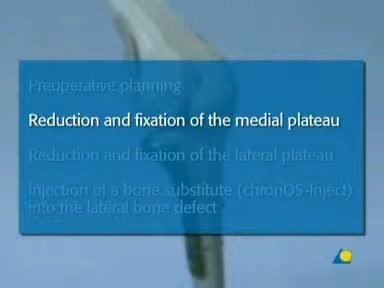 Preoperative planning
Reduction and fixation of the medial plateau
Reduction and fixation of the lateral plateau
Injection of a bone substitute (chronOS-Inject)
into the lateral bone defect